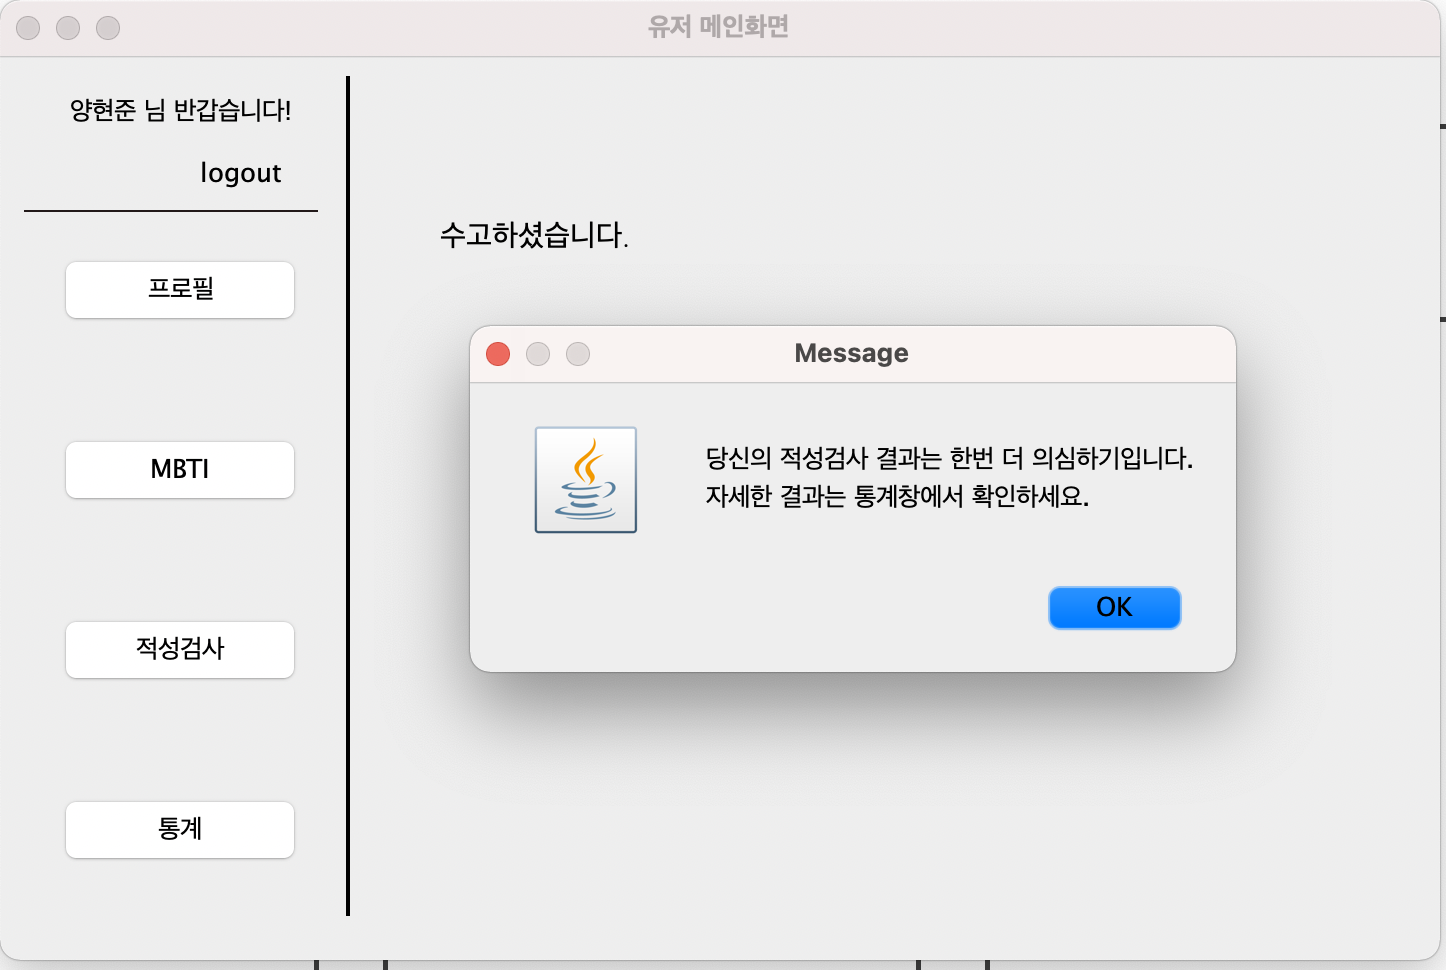 유저 메인화면
양현준 님 반갑습니다!
logout
프로필
MBTI
적성검사
통계
수고하셨습니다.
Message
당신의 적성검사 결과는 한번 더 의심하기입니다.
자세한 결과는 통계창에서 확인하세요.
OK